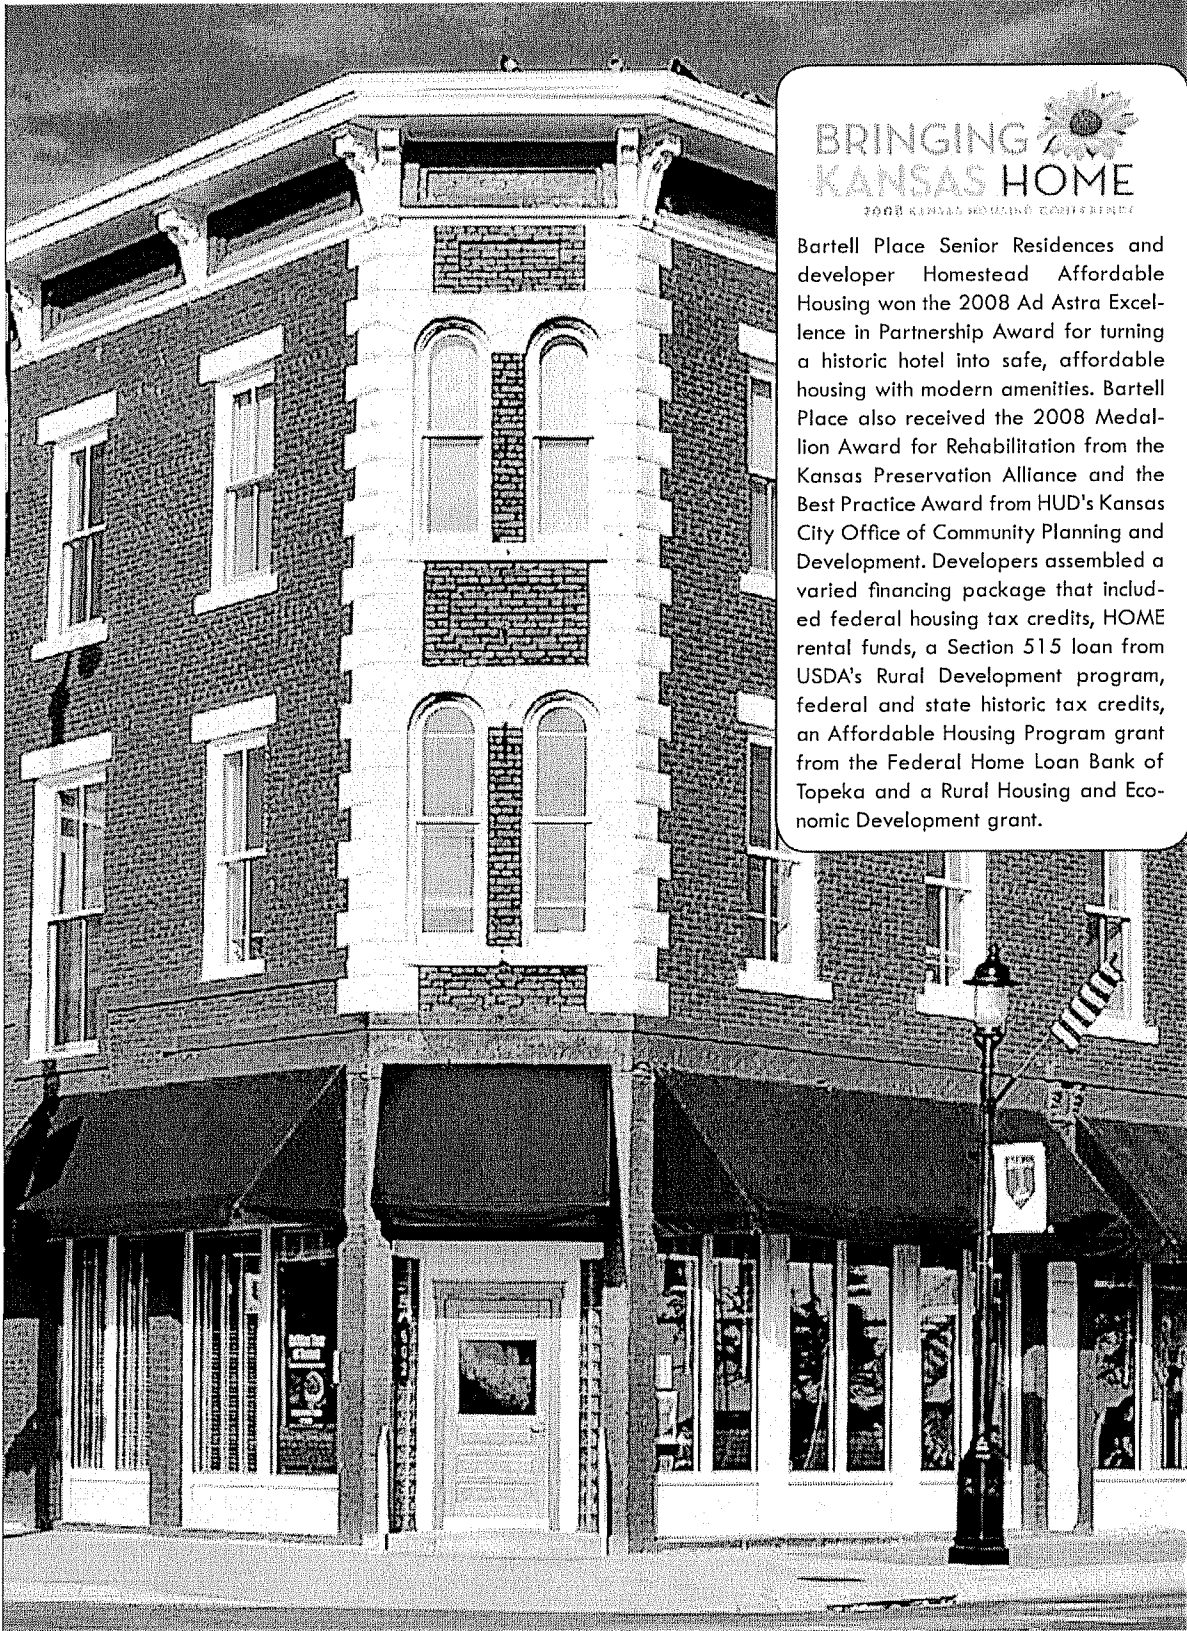 BRINGING
KANSAS HOME
2008 KANSAS HOUSING CONFERENCE
Bartell Place Senior Residences and
developer Homestead Affordable
Housing won the 2008 Ad Astra Excel-
lence in Partnership Award for turning
a historic hotel into safe, affordable
housing with modern amenities. Bartell
Place also received the 2008 Medal-
lion Award for Rehabilitation from the
Kansas Preservation Alliance and the
Best Practice Award from HUD's Kansas
City Office of Community Planning and
Development. Developers assembled a
varied financing package that includ-
ed federal housing tax credits, HOME
rental funds, a Section 515 loan from
USDA's Rural Development program,
federal and state historic tax credits,
an Affordable Housing Program grant
from the Federal Home Loan Bank of
Topeka and a Rural Housing and Eco-
nomic Development grant.